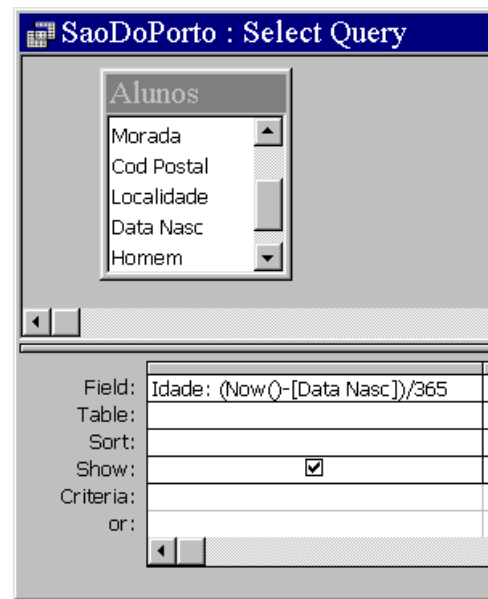 SaoDoPorto : Select Query
Alunos
Morada
Cod Postal
Localidade
Data Nasc
Homem
Field: Idade: (Now()-[Data Nasc])/365
Table:
Sort:
Show:
Criteria:
or: